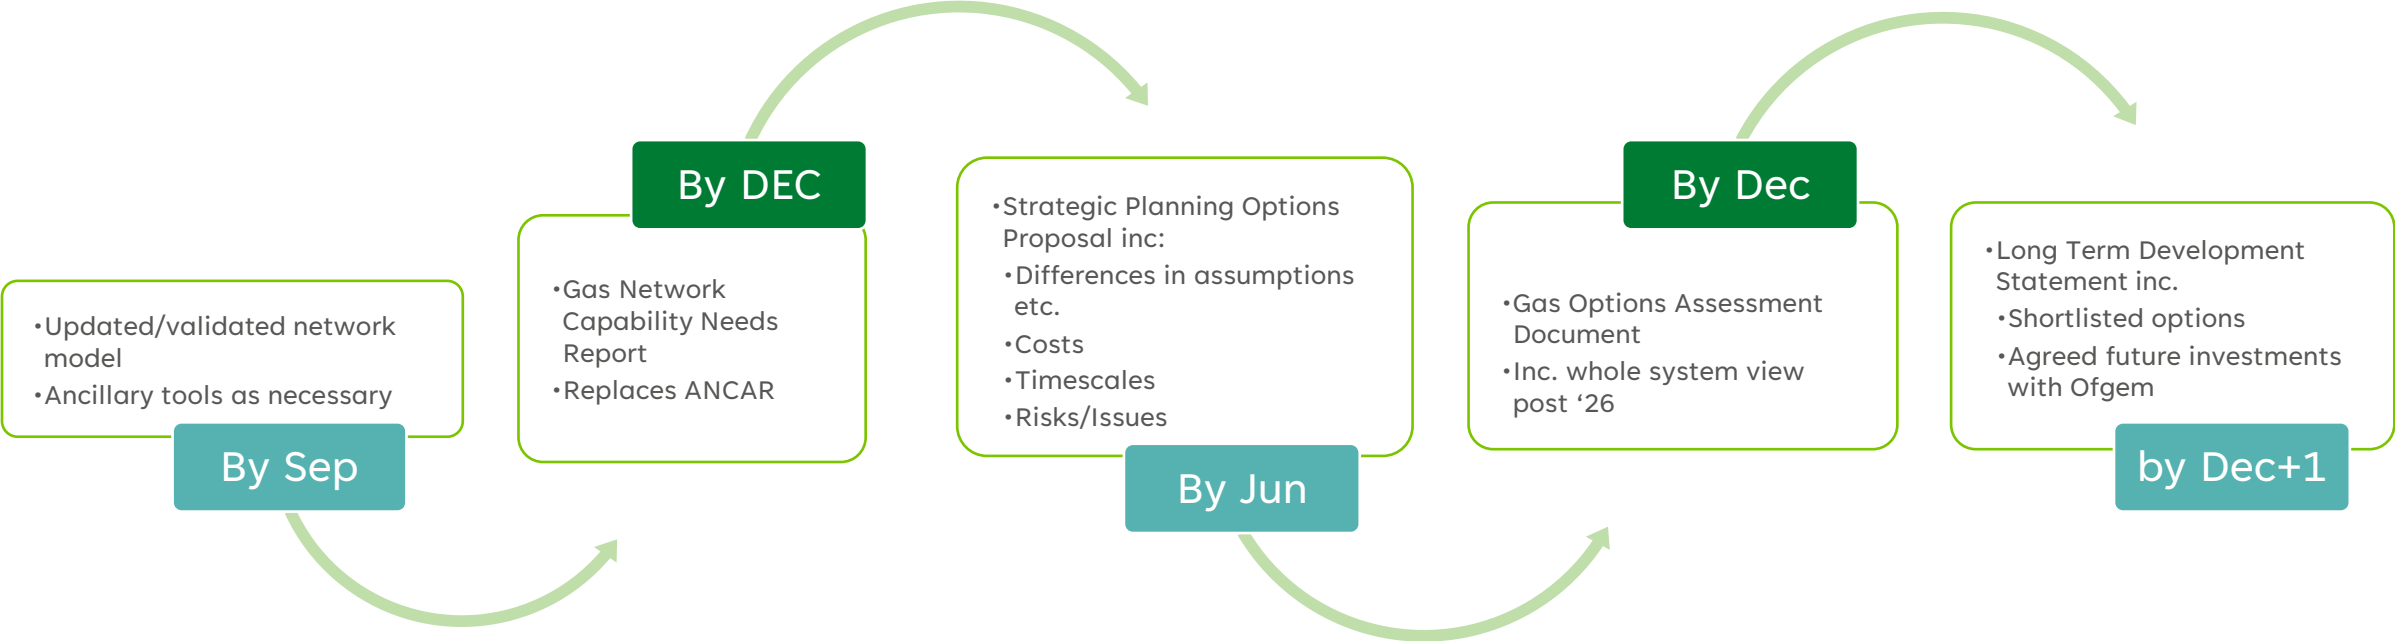 •Updated/validated network
model
•Ancillary tools as necessary
By Sep
By DEC
•Gas Network
Capability Needs
Report
•Replaces ANCAR
•Strategic Planning Options
Proposal inc:
•Differences in assumptions
etc.
•Costs
•Timescales
•Risks/Issues
By Jun
By Dec
•Gas Options Assessment
Document
•Inc. whole system view
post ‘26
•Long Term Development
Statement inc.
•Shortlisted options
•Agreed future investments
with Ofgem
by Dec+1